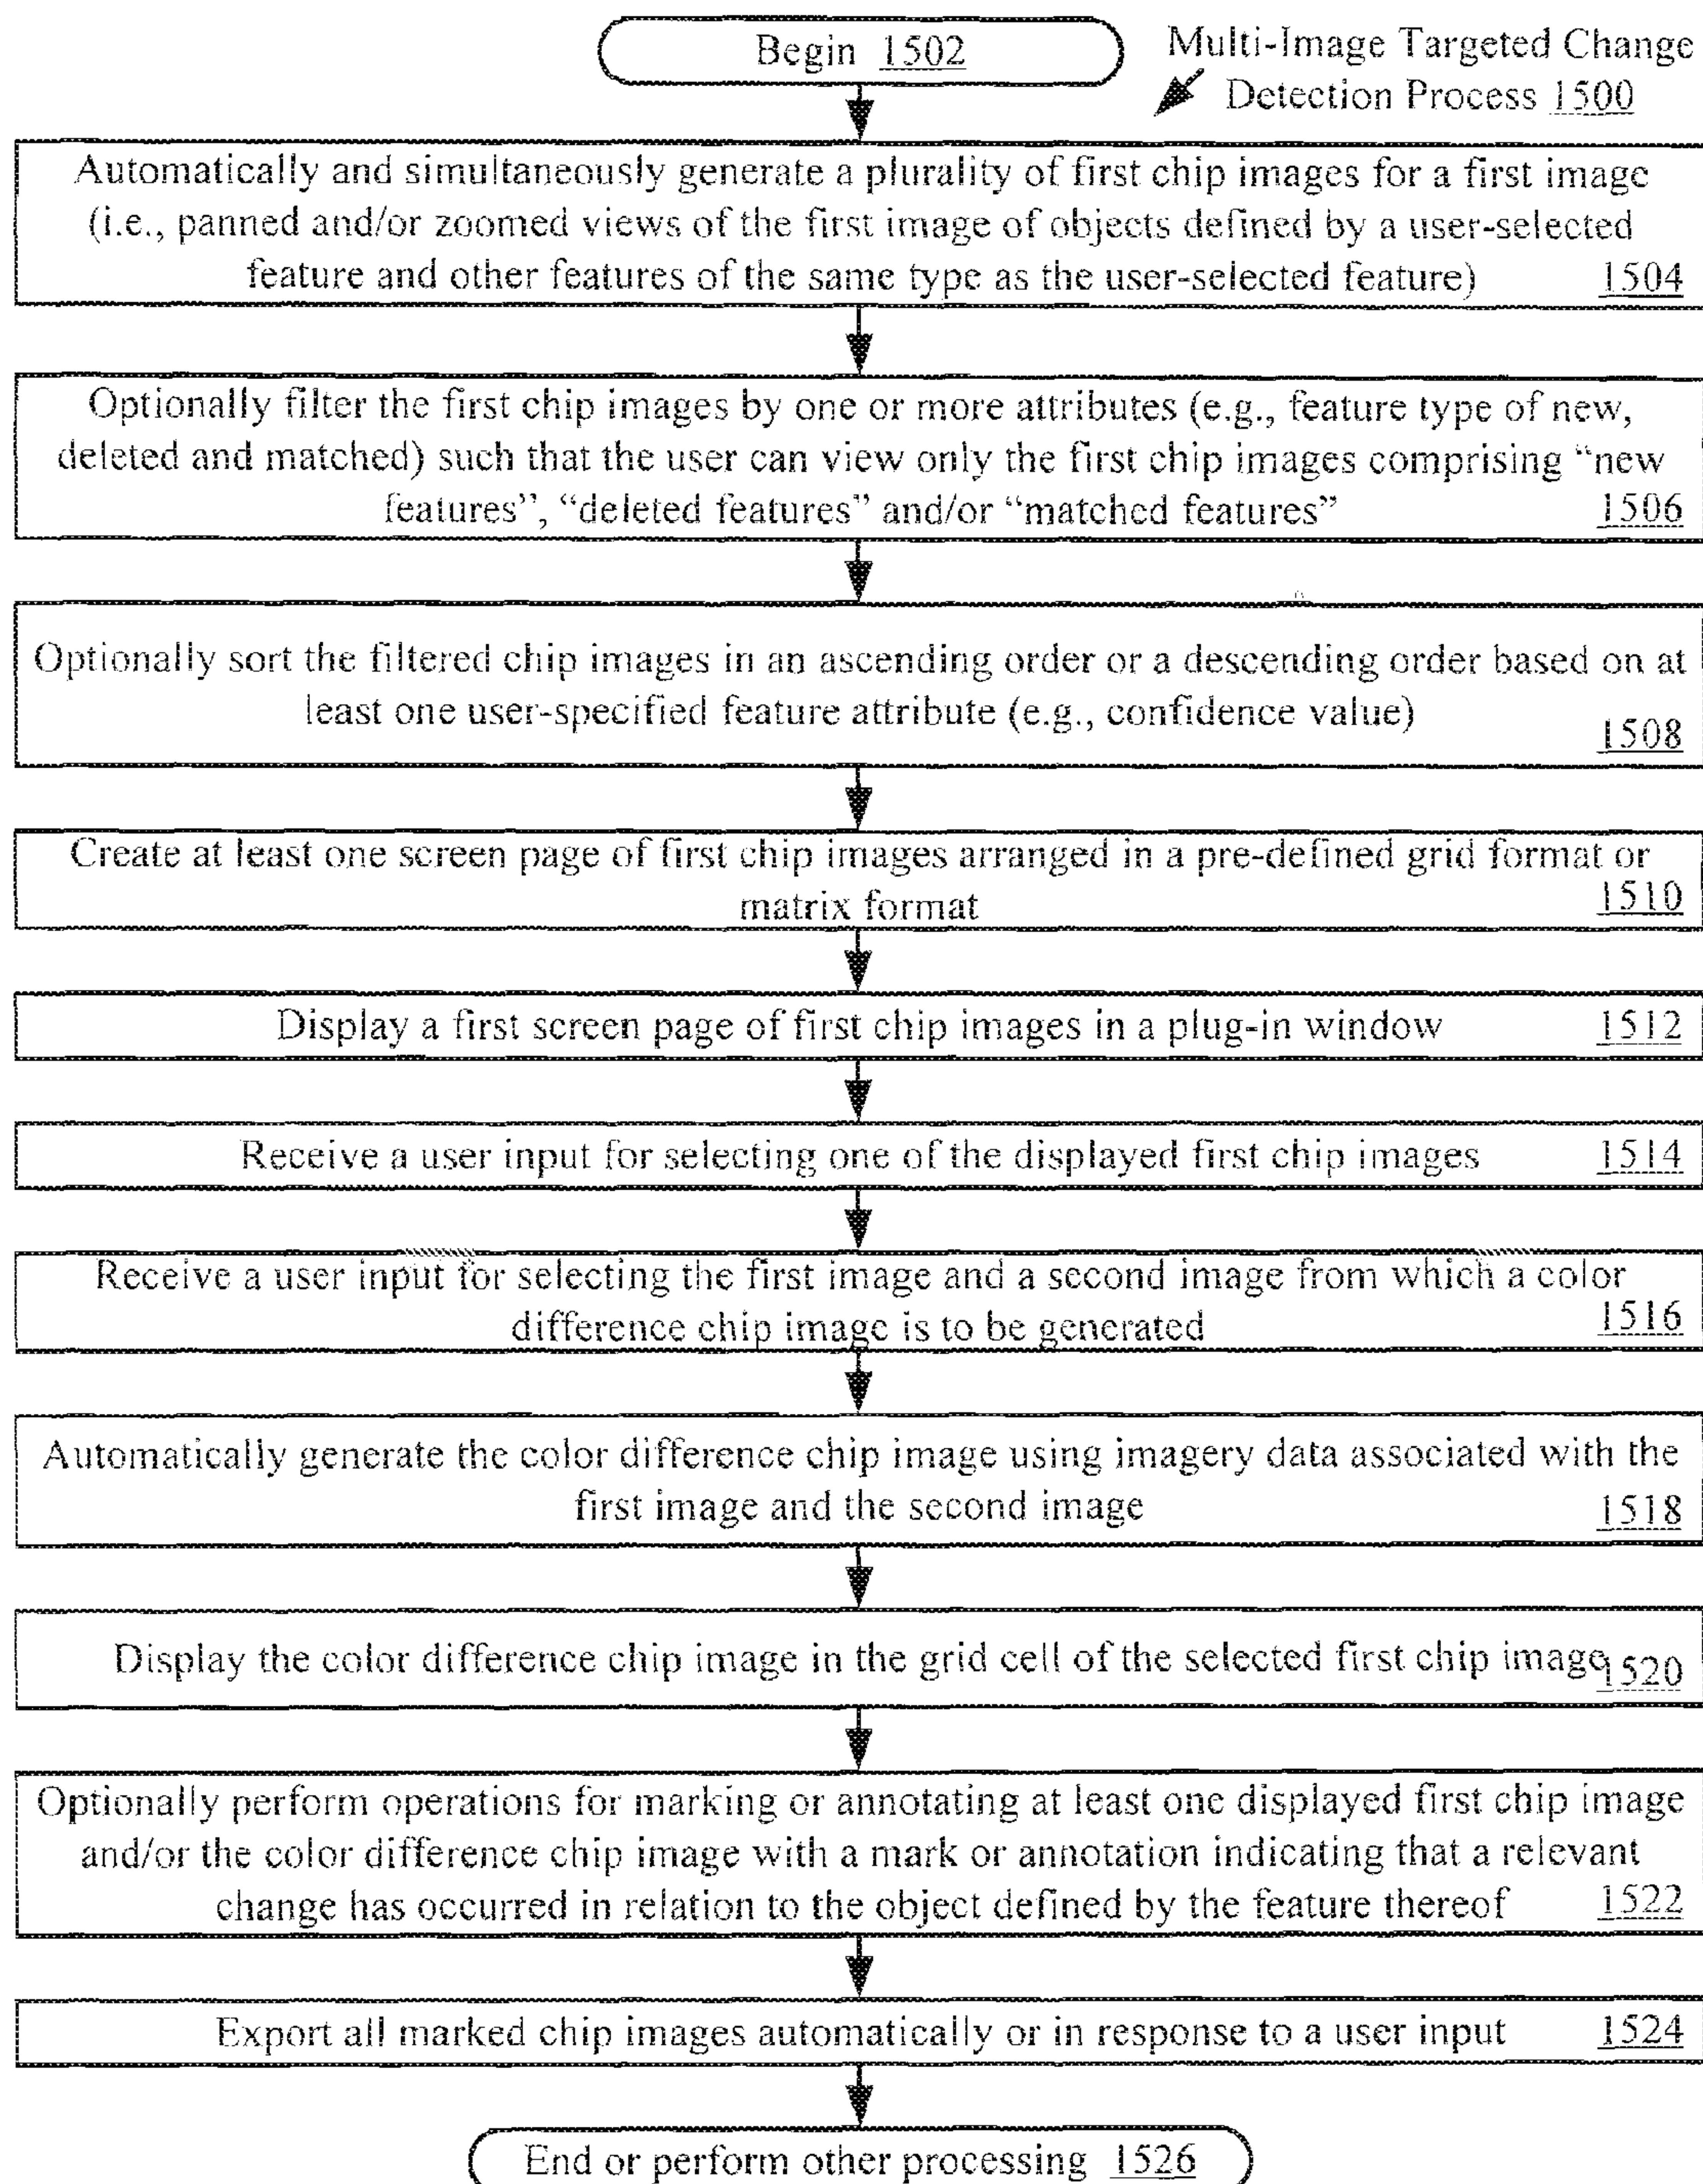 Begin 1502
Multi-Image Targeted Change
Detection Process 1500
Automatically and simultaneously generate a plurality of first chip images for a first image
(i.e., panned and/or zoomed views of the first image of objects defined by a user-selected
feature and other features of the same type as the user-selected feature) 1504
Optionally filter the first chip images by one or more attributes (e.g., feature type of new,
deleted and matched) such that the user can view only the first chip images comprising “new
features”, “deleted features” and/or “matched features” 1506
Optionally sort the filtered chip images in an ascending order or a descending order based on at
least one user-specified feature attribute (e.g., confidence value)
1508
Create at least one screen page of first chip images arranged in a pre-defined grid format or
matrix format 1510
Display a first screen page of first chip images in a plug-in window 1512
Receive a user input for selecting one of the displayed first chip images 1514
Receive a user input for selecting the first image and a second image from which a color
difference chip image is to be generated 1516
Automatically generate the color difference chip image using imagery data associated with the
first image and the second image 1518
Display the color difference chip image in the grid cell of the selected first chip image 1520
Optionally perform operations for marking or annotating at least one displayed first chip image
and/or the color difference chip image with a mark or annotation indicating that a relevant
change has occurred in relation to the object defined by the feature thereof 1522
Export all marked chip images automatically or in response to a user input 1524
End or perform other processing 1526